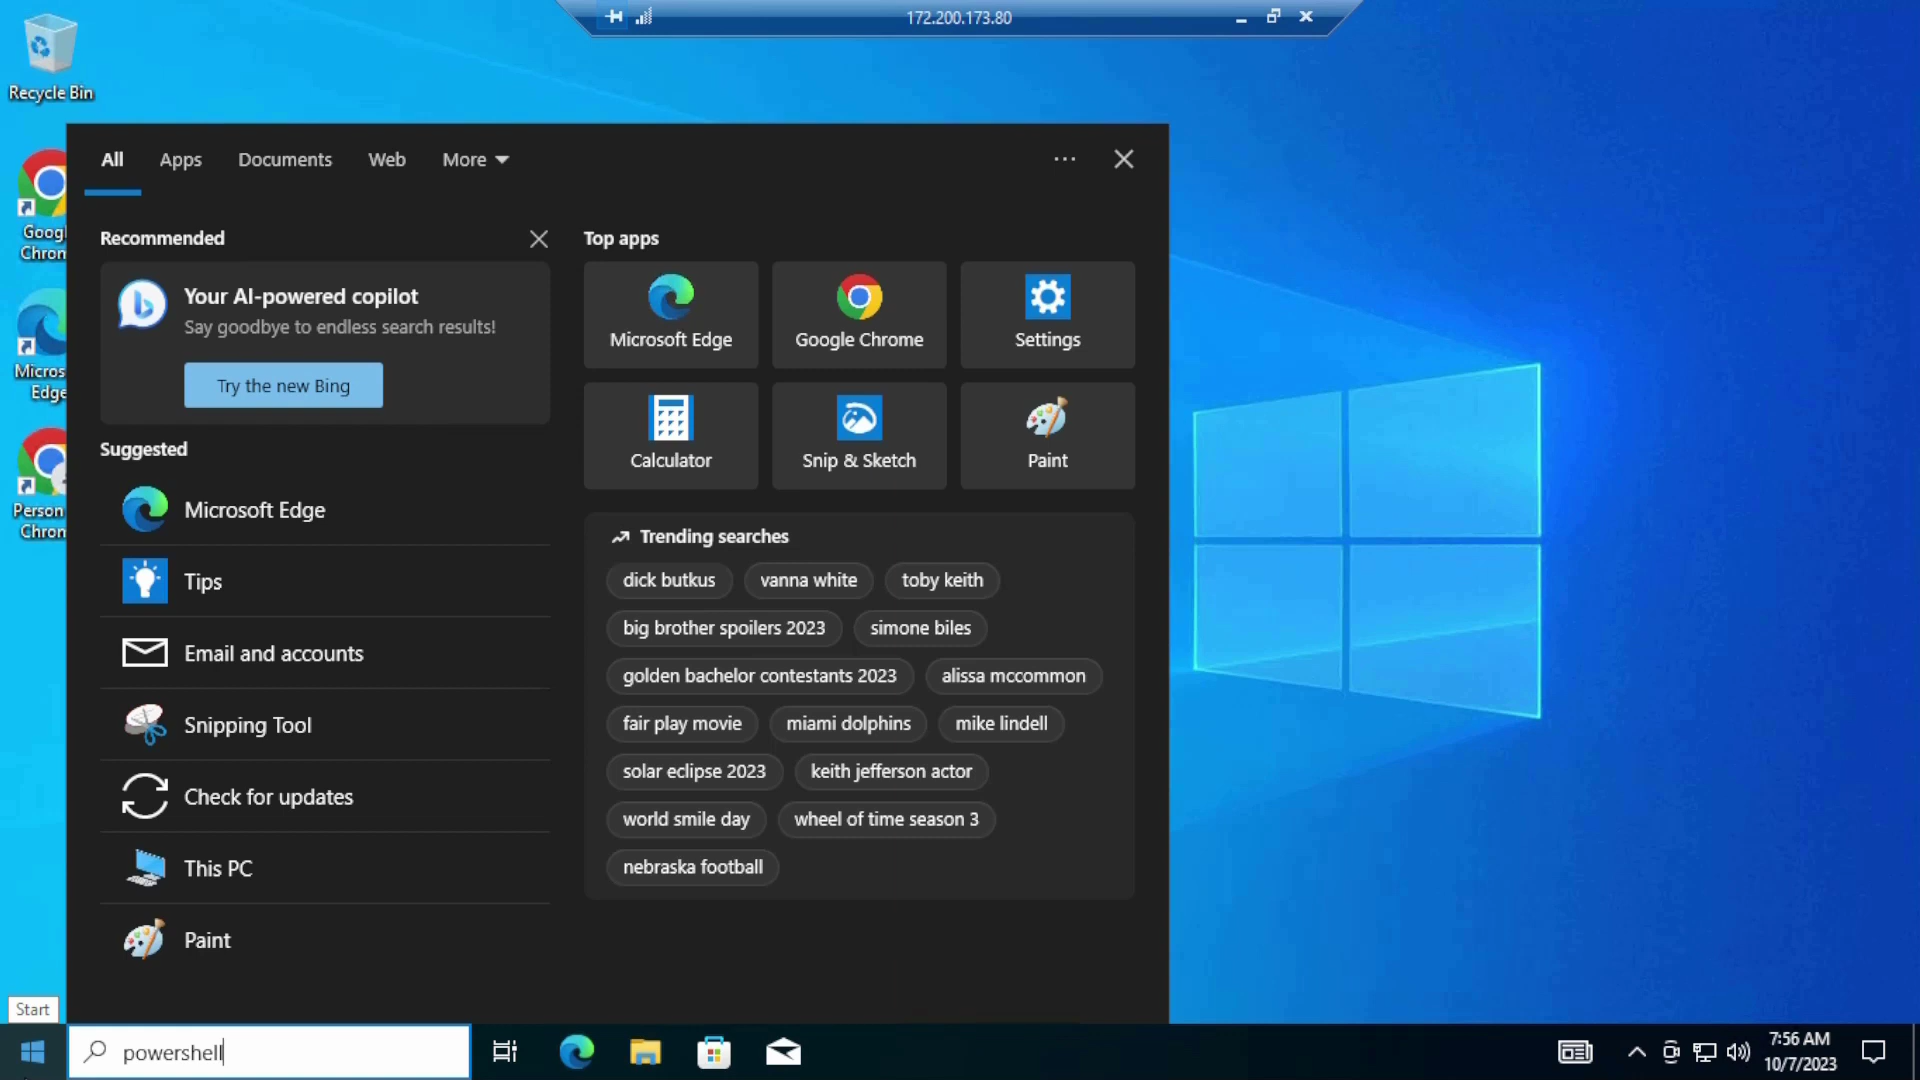 172.200.173.80
Recycle Bin
All Apps Documents Web More
Recommended
Top apps
Your AI-powered copilot
Say goodbye to endless search results!
Try the new Bing
Microsoft Edge
Google Chrome
Settings
Calculator
Snip & Sketch
Paint
Suggested
Microsoft Edge
Tips
Email and accounts
Snipping Tool
Check for updates
This PC
Paint
Trending searches
dick butkus vanna white toby keith
big brother spoilers 2023 simone biles
golden bachelor contestants 2023 alissa mccommon
fair play movie miami dolphins mike lindell
solar eclipse 2023 keith jefferson actor
world smile day wheel of time season 3
nebraska football
Googl
Chrom
Micros
Edge
Person
Chrom
Start
powershell
7:56 AM
10/7/2023